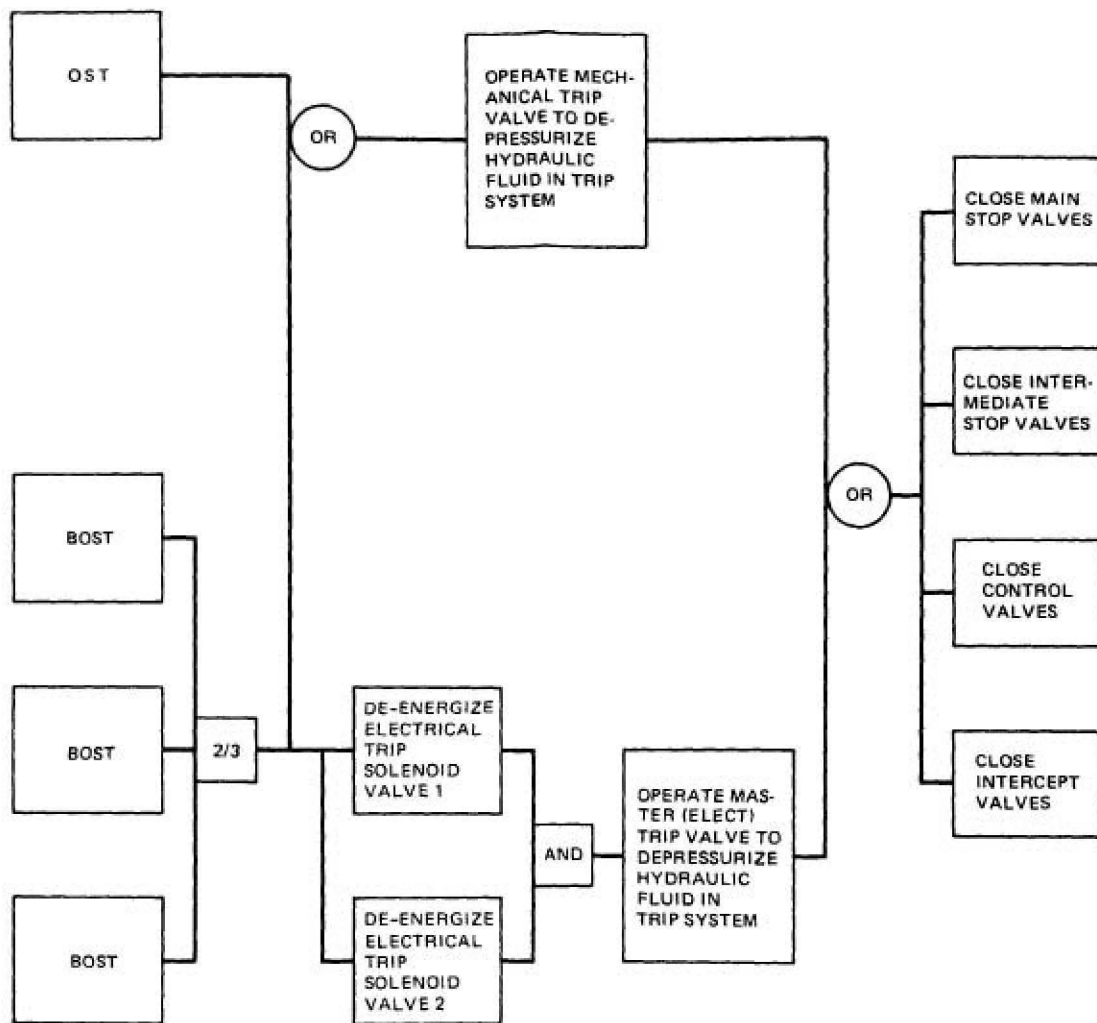 OST
OR
OPERATE MECH-
ANICAL TRIP
VALVE TO DE-
PRESSURIZE
HYDRAULIC
FLUID IN TRIP
SYSTEM
CLOSE MAIN
STOP VALVES
CLOSE INTER-
MEDIATE
STOP VALVES
OR
CLOSE
CONTROL
VALVES
CLOSE
INTERCEPT
VALVES
BOST
BOST
BOST
2/3
DE-ENERGIZE
ELECTRICAL
TRIP
SOLENOID
VALVE 1
DE-ENERGIZE
ELECTRICAL
TRIP
SOLENOID
VALVE 2
AND
OPERATE MAS-
TER (ELECT)
TRIP VALVE TO
DEPRESSURIZE
HYDRAULIC
FLUID IN
TRIP SYSTEM